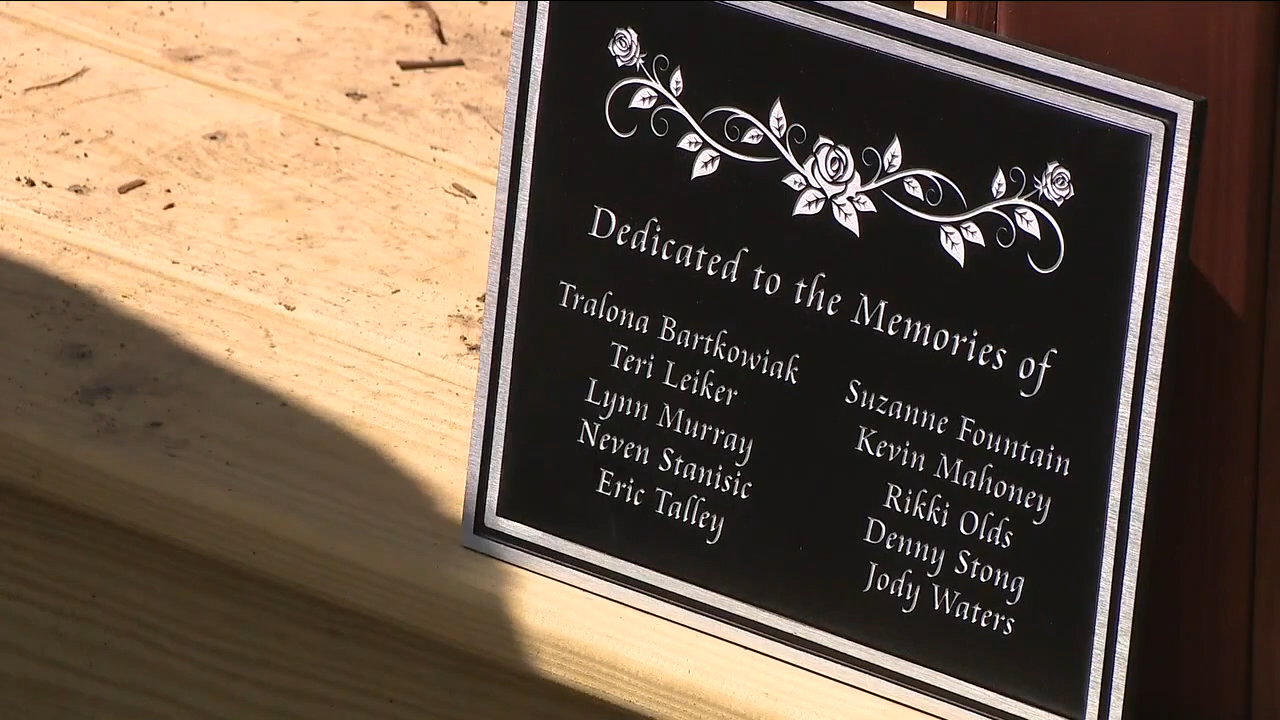 Dedicated to the Memories of
Tralona Bartkowiak
Teri Leiker
Lynn Murray
Neven Stanisic
Eric Talley
Suzanne Fountain
Kevin Mahoney
Rikki Olds
Denny Stong
Jody Waters